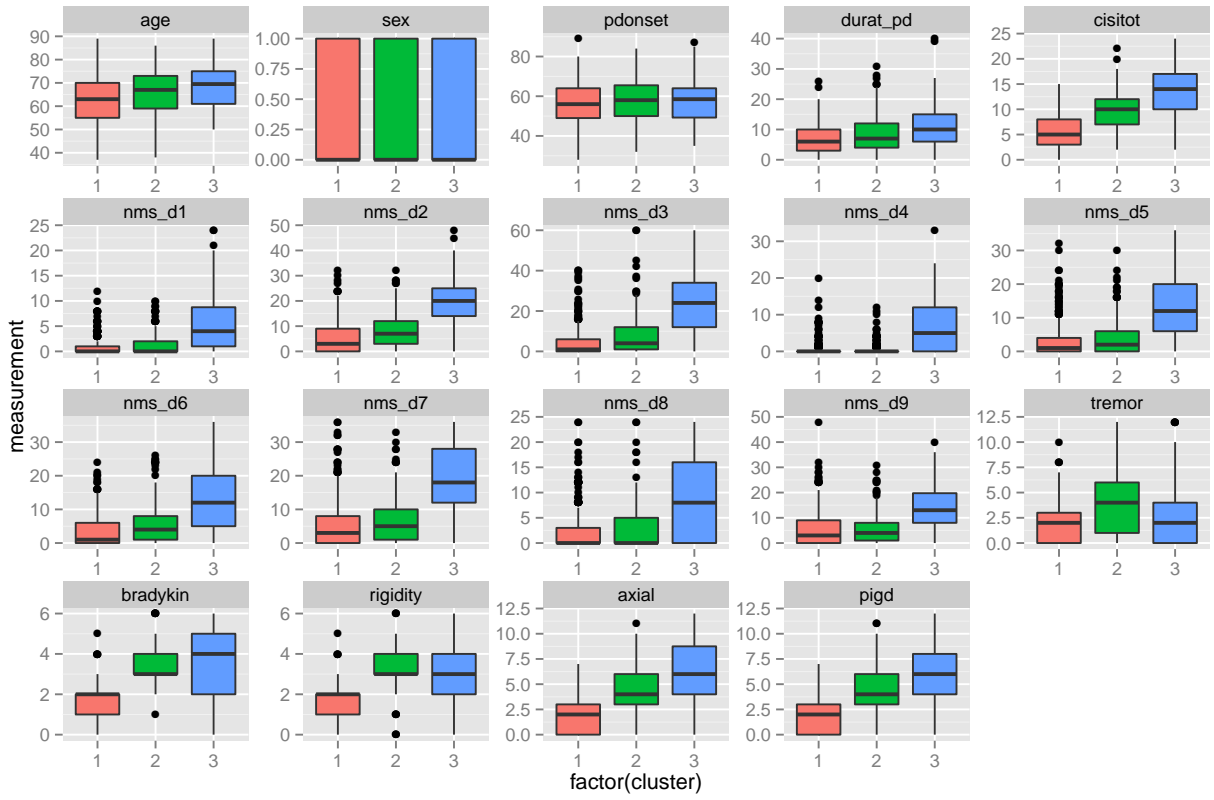 age sex pdonset durat_pd cisitot
90 1.00 40 25
80 0.75 80 30 20
70 15
60 0.50 60 20 10
50 0.25 40 10 5
40 0.00 0 0
1 2 3 1 2 3 1 2 3 1 2 3 1 2 3
nms_d1 nms_d2 nms_d3 nms_d4 nms_d5
25 50 60
20 40 30 30
15 30 40 20 20
10 20 20
5 10 10 10
0 0 0 0 0
1 2 3 1 2 3 1 2 3 1 2 3 1 2 3
measurement
nms_d6 nms_d7 nms_d8 nms_d9 tremor
25 50 12.5
30 30 20 40 10.0
20 20 15 30 7.5
10 20 5.0
10 10 5 10 2.5
0 0 0 0 0.0
1 2 3 1 2 3 1 2 3 1 2 3 1 2 3
bradykin rigidity axial pigd
6 6 12.5 12.5
10.0 10.0
4 4 7.5 7.5
5.0 5.0
2 2 2.5 2.5
0 0 0.0 0.0
1 2 3 1 2 3 1 2 3 1 2 3
factor(cluster)